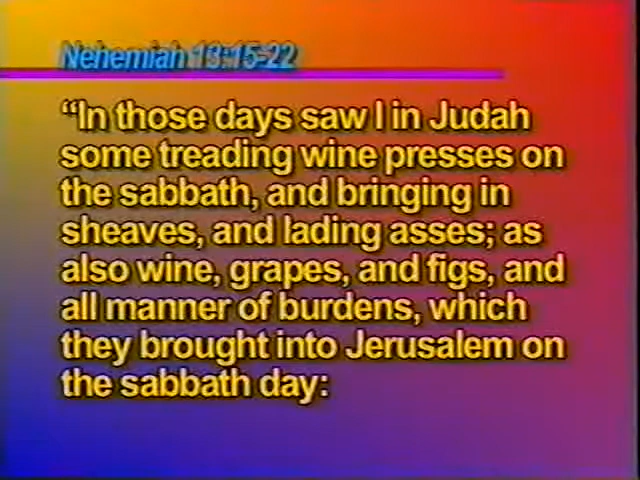 Nehemiah 13:15-22
“In those days saw I in Judah
some treading wine presses on
the sabbath, and bringing in
sheaves, and lading asses; as
also wine, grapes, and figs, and
all manner of burdens, which
they brought into Jerusalem on
the sabbath day: